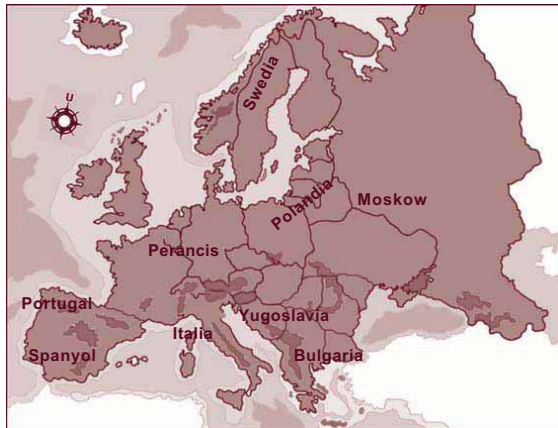 U
Swedia
Polandia
Moskow
Perancis
Portugal
Italia
Yugoslavia
Spanyol
Bulgaria